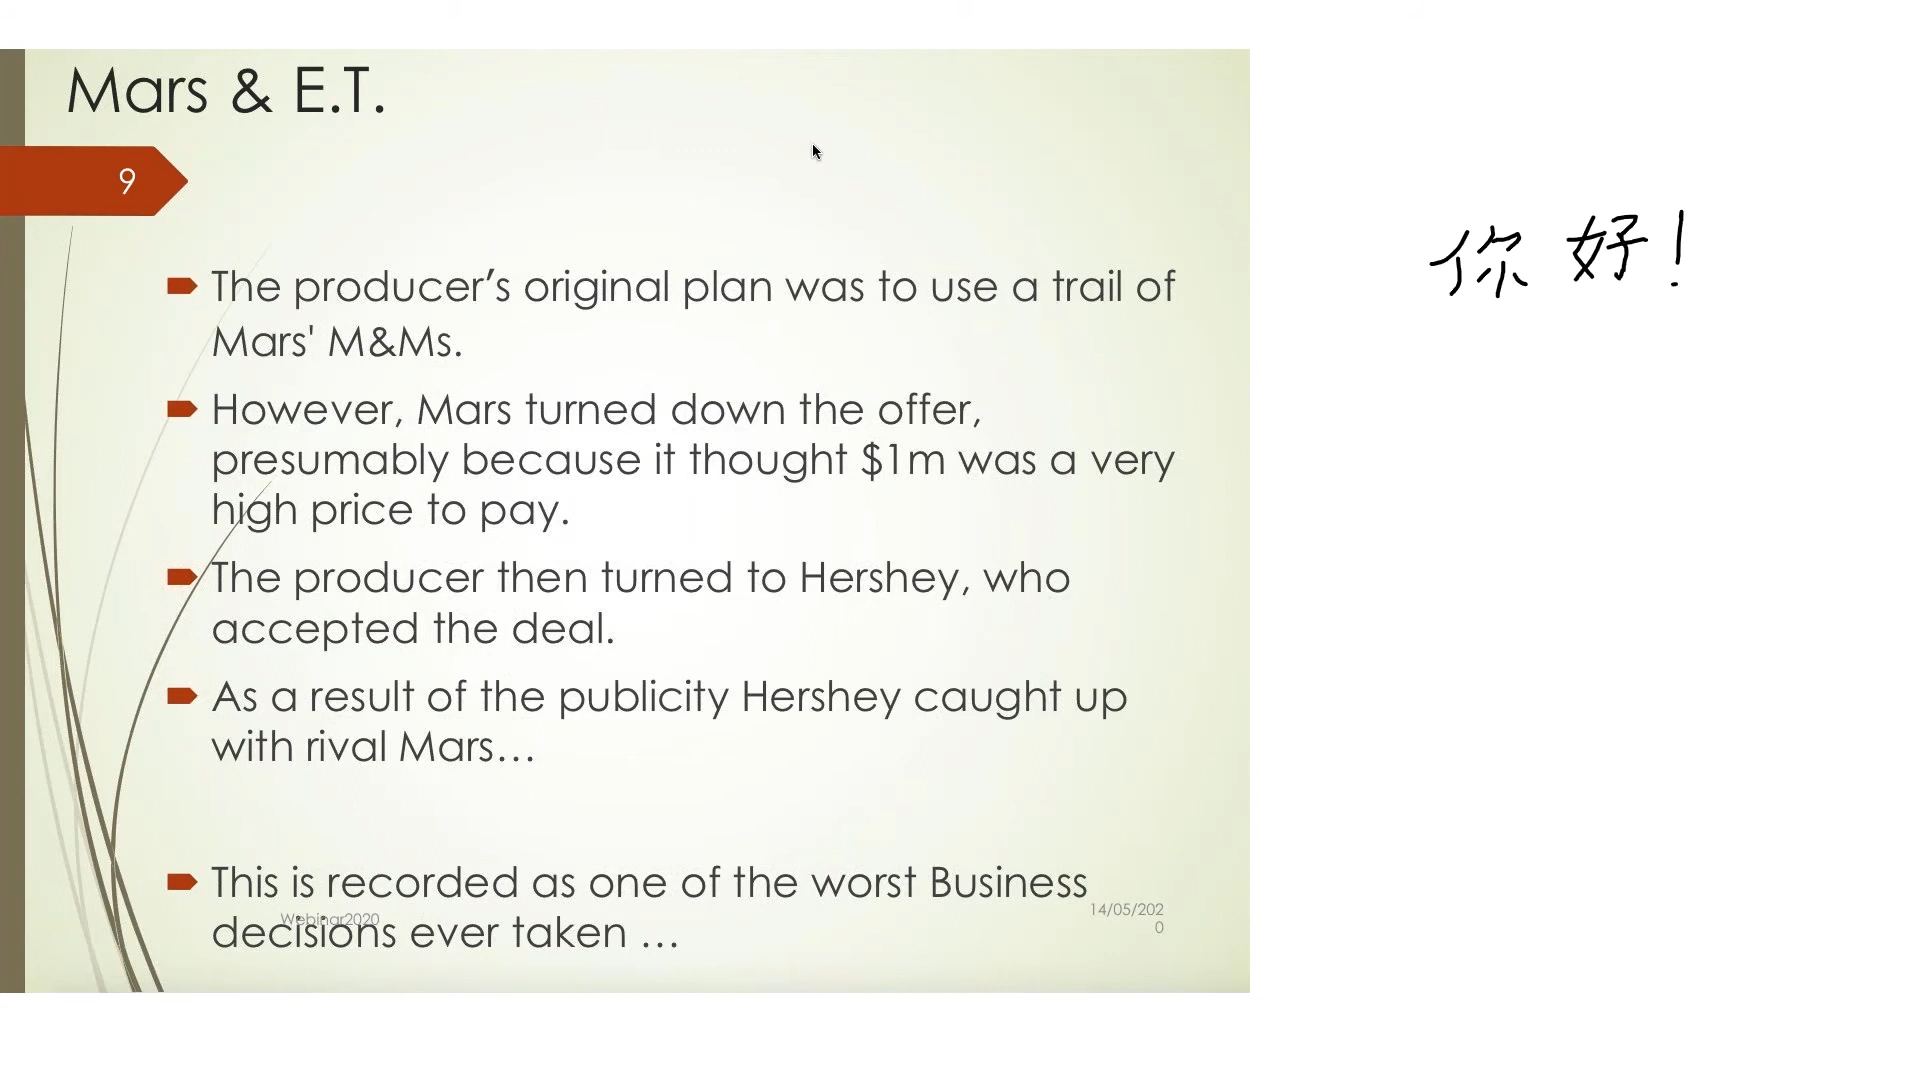 Mars & E.T.
9
The producer’s original plan was to use a trail of
Mars' M&Ms.
However, Mars turned down the offer,
presumably because it thought $1m was a very
high price to pay.
The producer then turned to Hershey, who
accepted the deal.
As a result of the publicity Hershey caught up
with rival Mars…
This is recorded as one of the worst Business
decisions ever taken …
Webinar2020
14/05/202
0
你好!